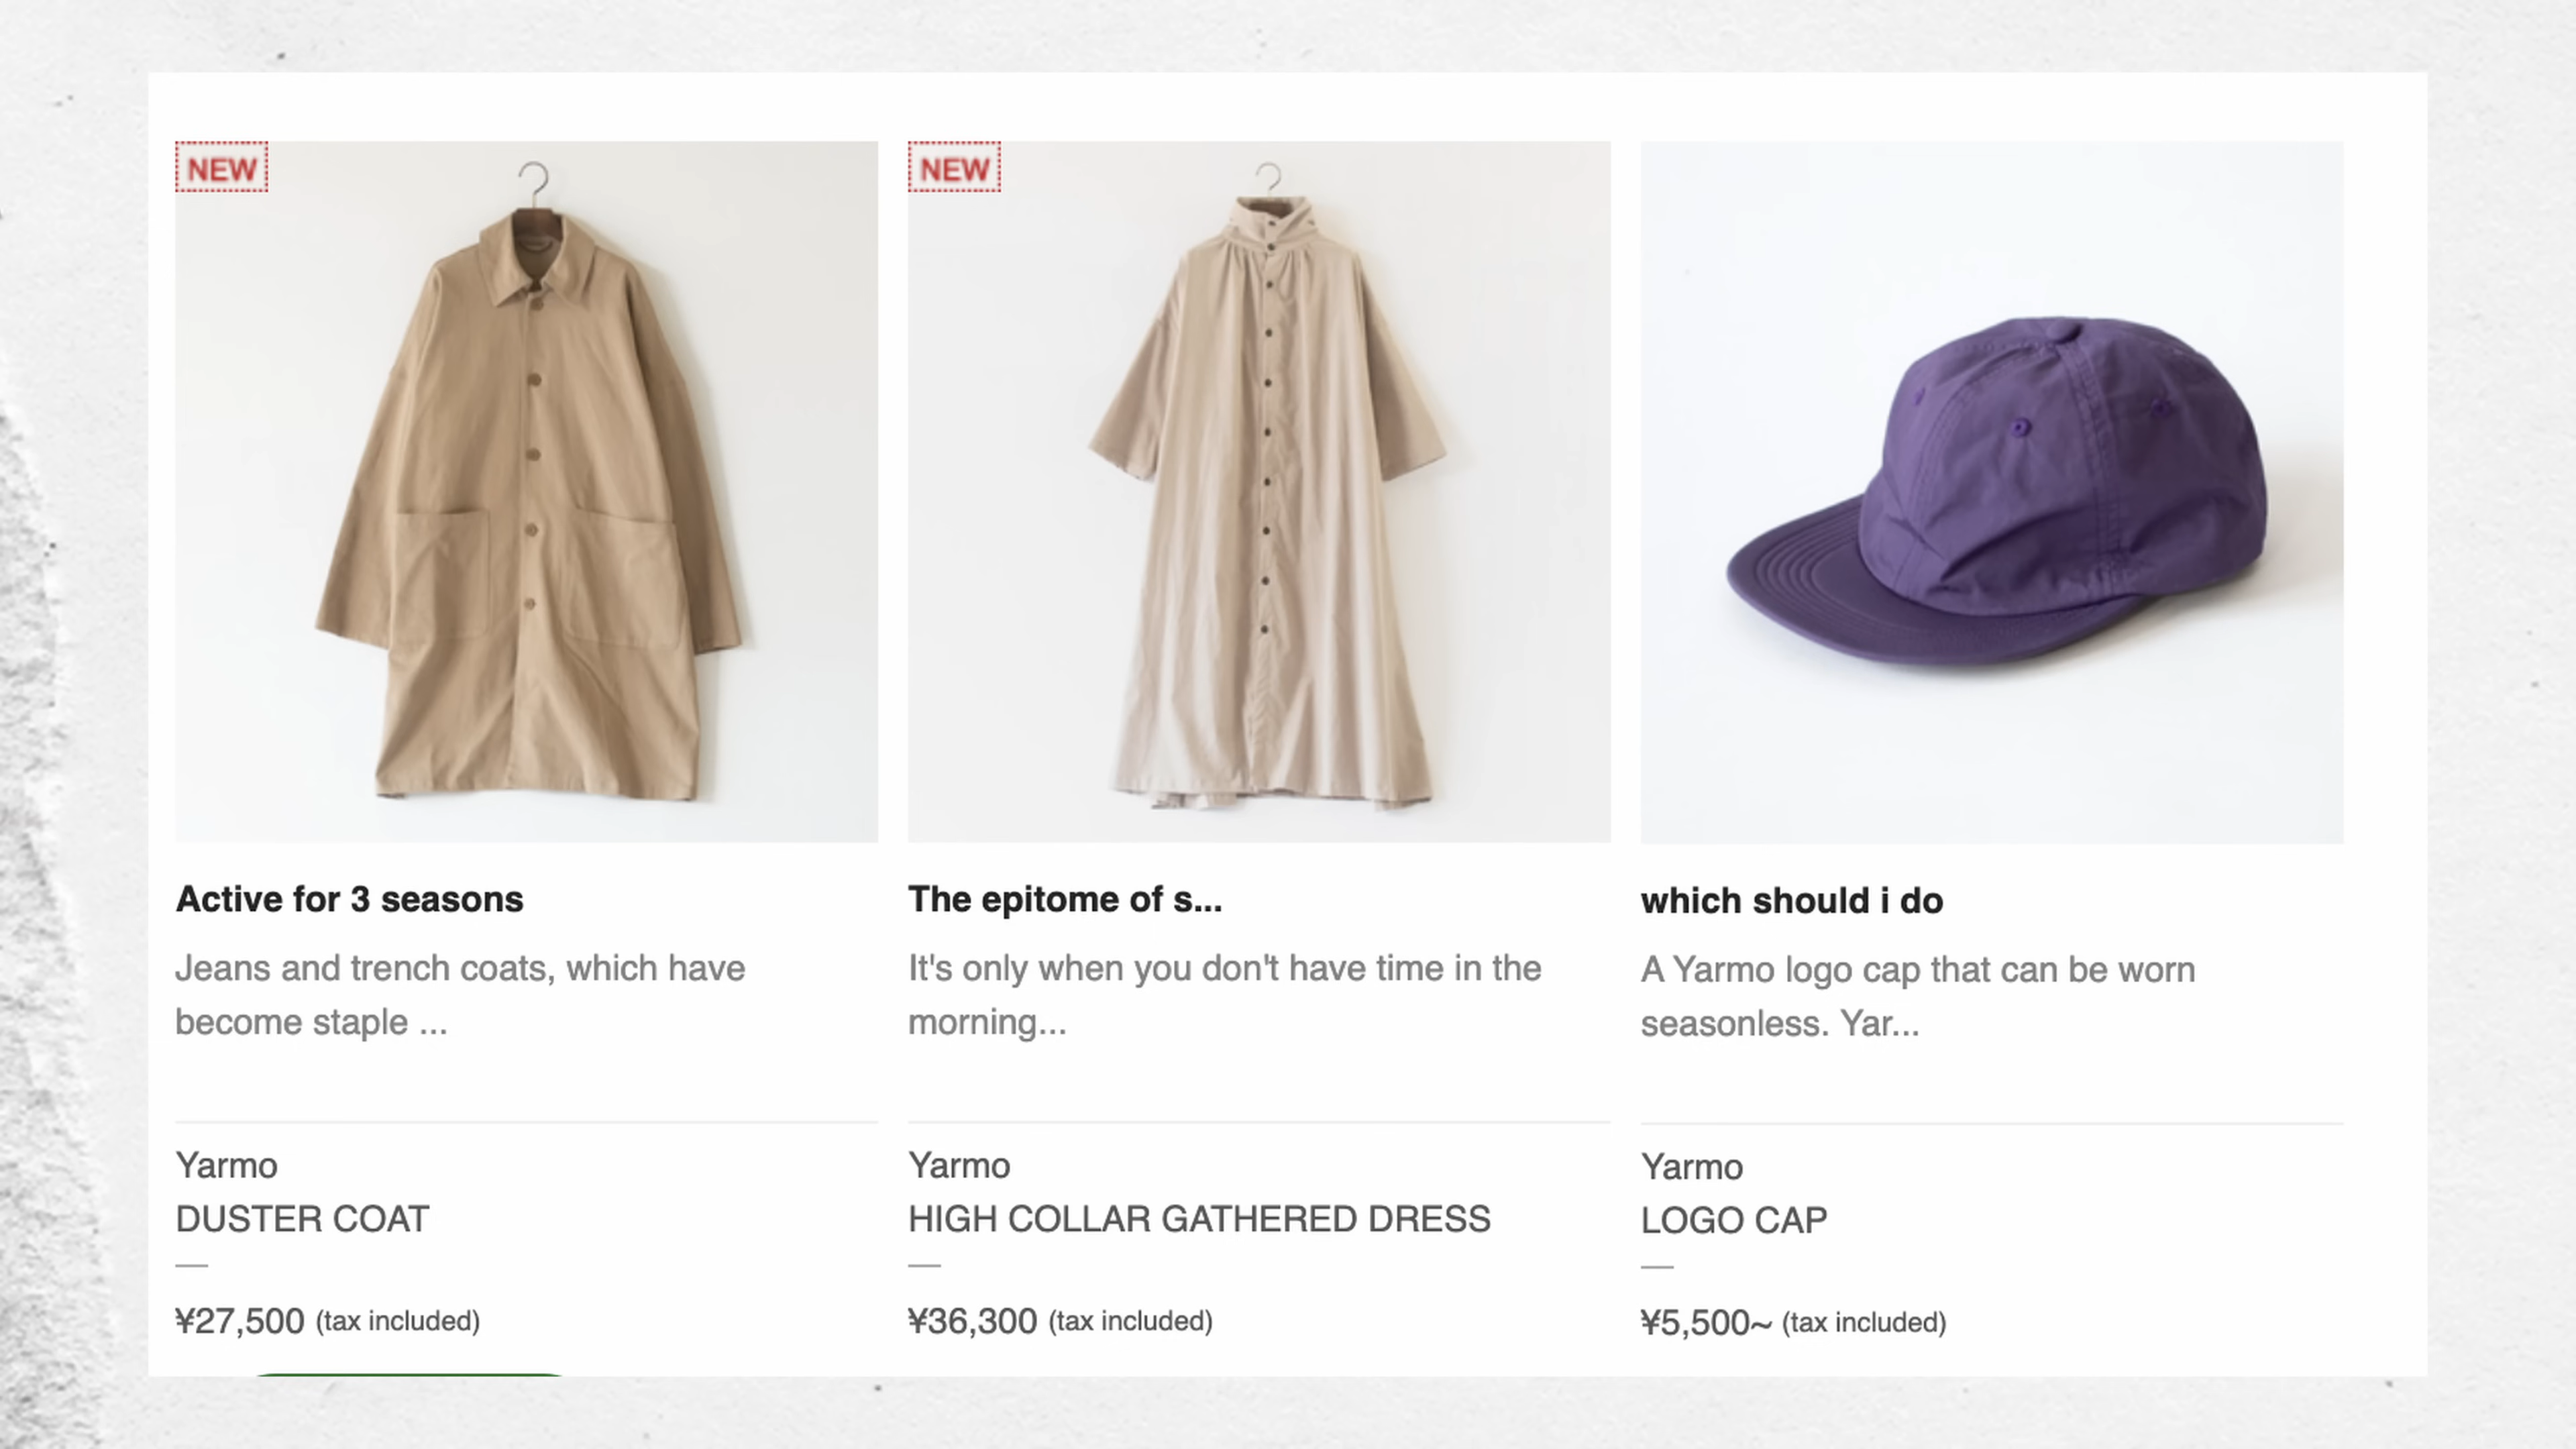 NEW
Active for 3 seasons
Jeans and trench coats, which have
become staple ...
Yarmo
DUSTER COAT
¥27,500 (tax included)
NEW
The epitome of s...
It's only when you don't have time in the
morning...
Yarmo
HIGH COLLAR GATHERED DRESS
¥36,300 (tax included)
which should i do
A Yarmo logo cap that can be worn
seasonless. Yar...
Yarmo
LOGO CAP
¥5,500~ (tax included)